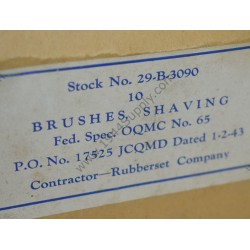 Stock No. 29-B-3090
10
BRUSHES, SHAVING
Fed. Spec. OQMC No. 65
P.O. No. 17525 JCQMD Dated 1-2-43
Contractor—Rubberset Company